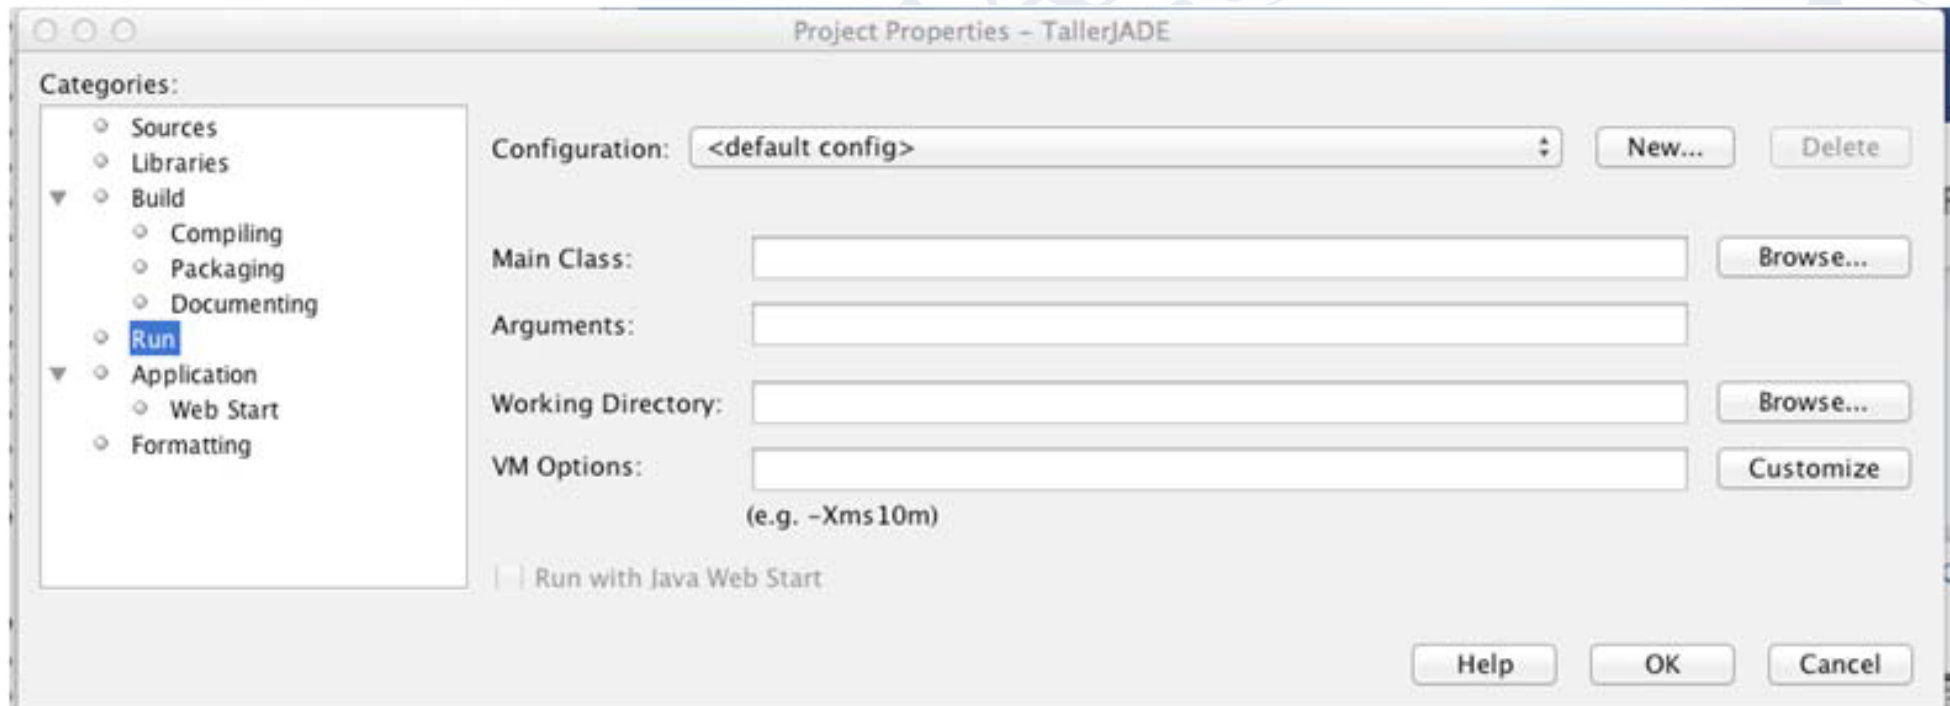 Project Properties – TallerJADE
Categories:
Sources
Libraries
Build
Compiling
Packaging
Documenting
Run
Application
Web Start
Formatting
Configuration: <default config> New... Delete
Main Class: Browse...
Arguments:
Working Directory: Browse...
VM Options: Customize
(e.g. -Xms10m)
Run with Java Web Start
Help OK Cancel